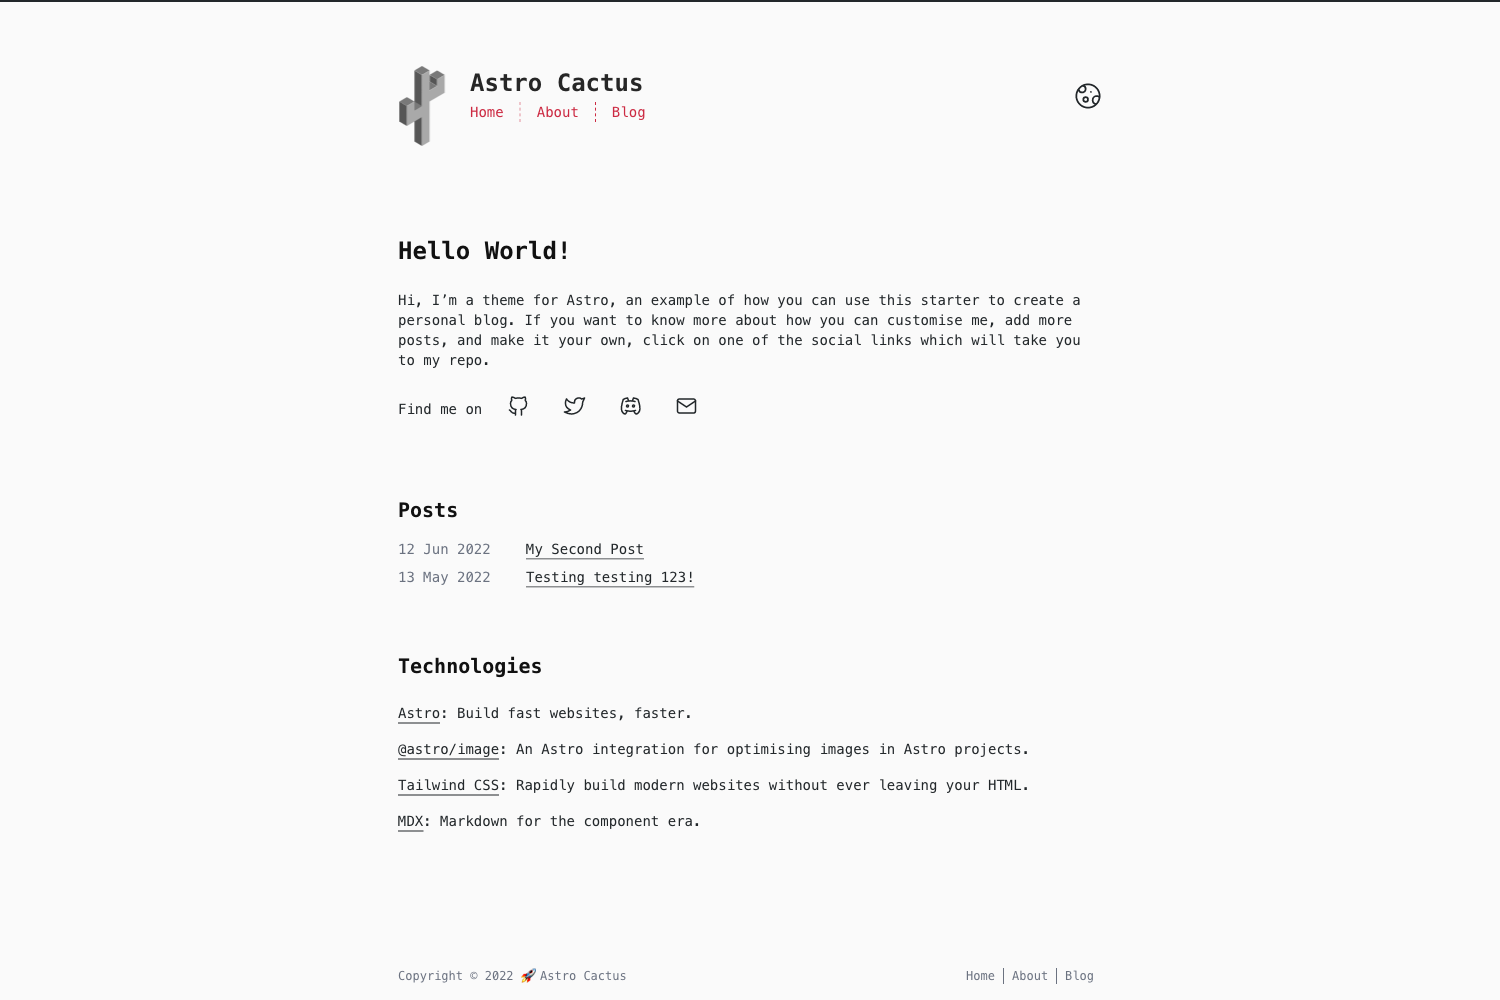 Astro Cactus
Home About Blog
Hello World!
Hi, I’m a theme for Astro, an example of how you can use this starter to create a
personal blog. If you want to know more about how you can customise me, add more
posts, and make it your own, click on one of the social links which will take you
to my repo.
Find me on
Posts
12 Jun 2022 My Second Post
13 May 2022 Testing testing 123!
Technologies
Astro: Build fast websites, faster.
@astro/image: An Astro integration for optimising images in Astro projects.
Tailwind CSS: Rapidly build modern websites without ever leaving your HTML.
MDX: Markdown for the component era.
Copyright © 2022 🚀 Astro Cactus
Home About Blog